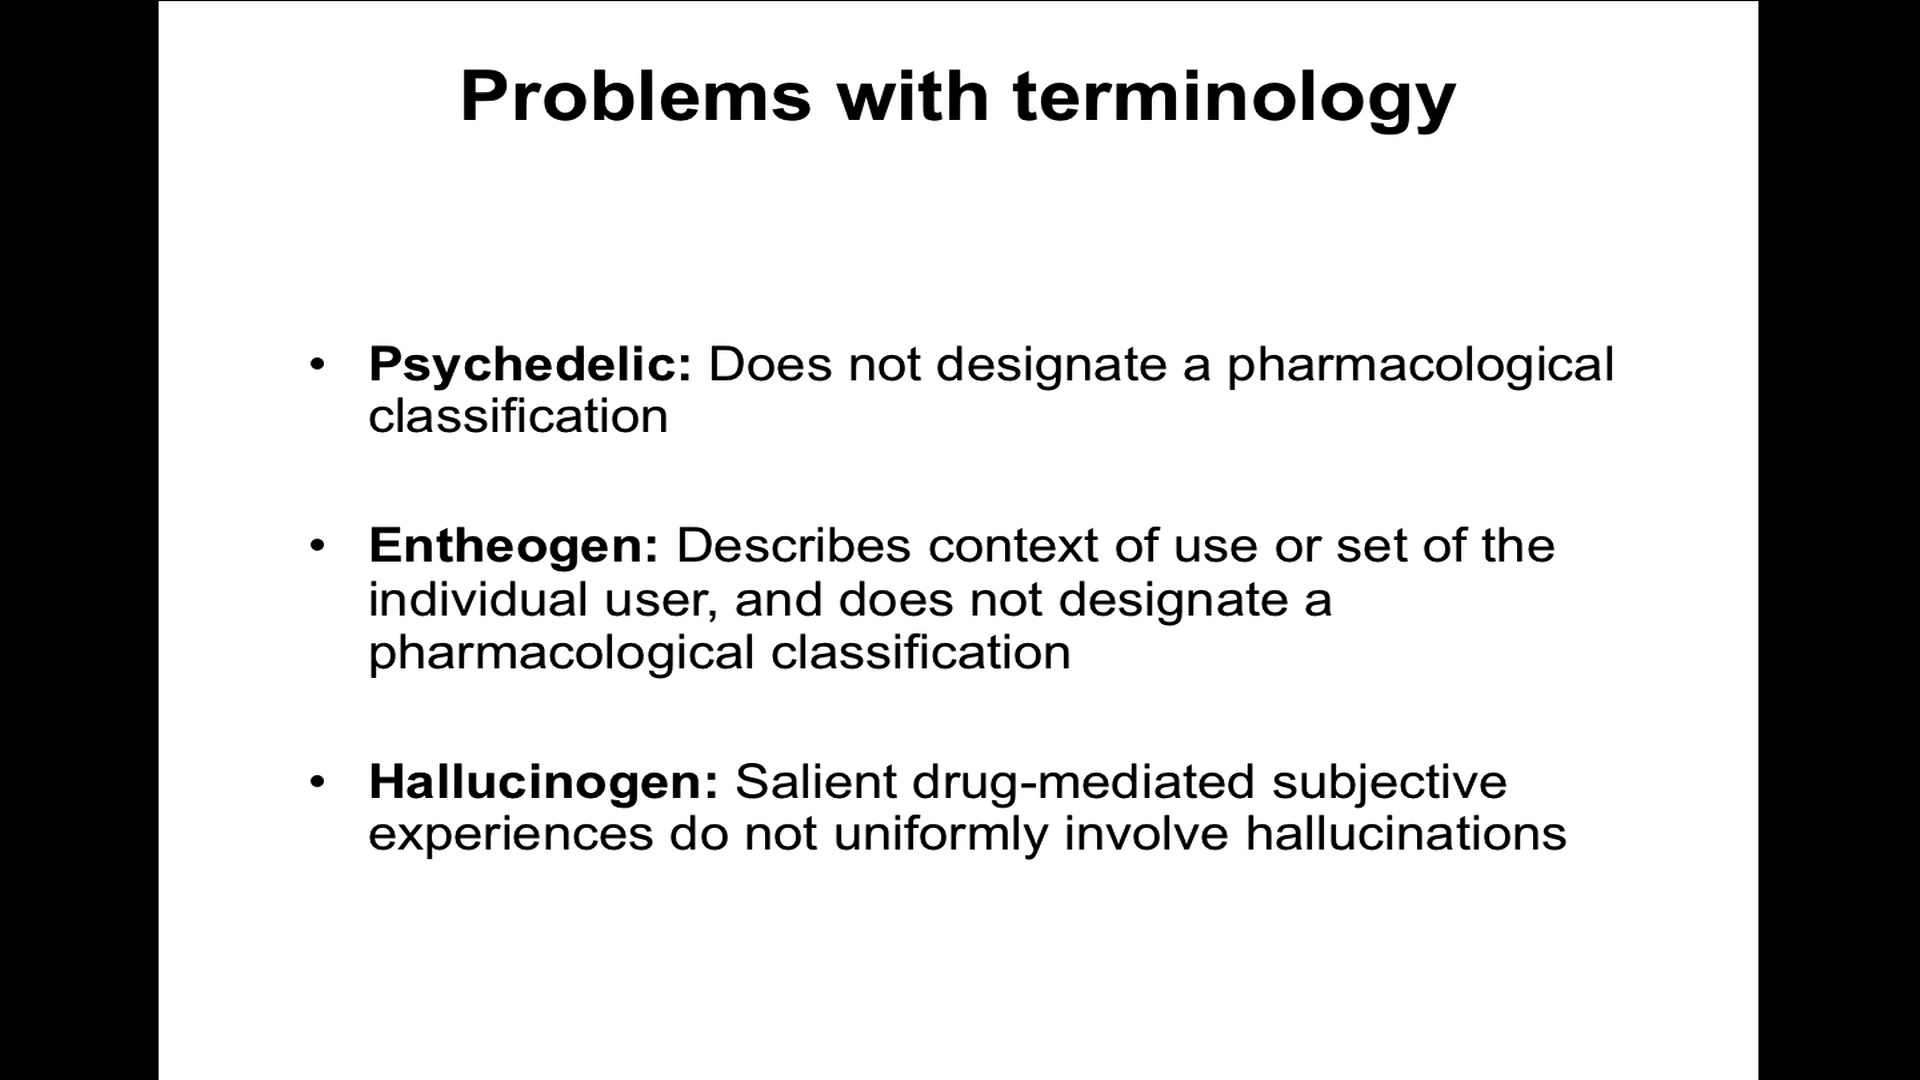 Problems with terminology
• Psychedelic: Does not designate a pharmacological
classification
• Entheogen: Describes context of use or set of the
individual user, and does not designate a
pharmacological classification
• Hallucinogen: Salient drug-mediated subjective
experiences do not uniformly involve hallucinations